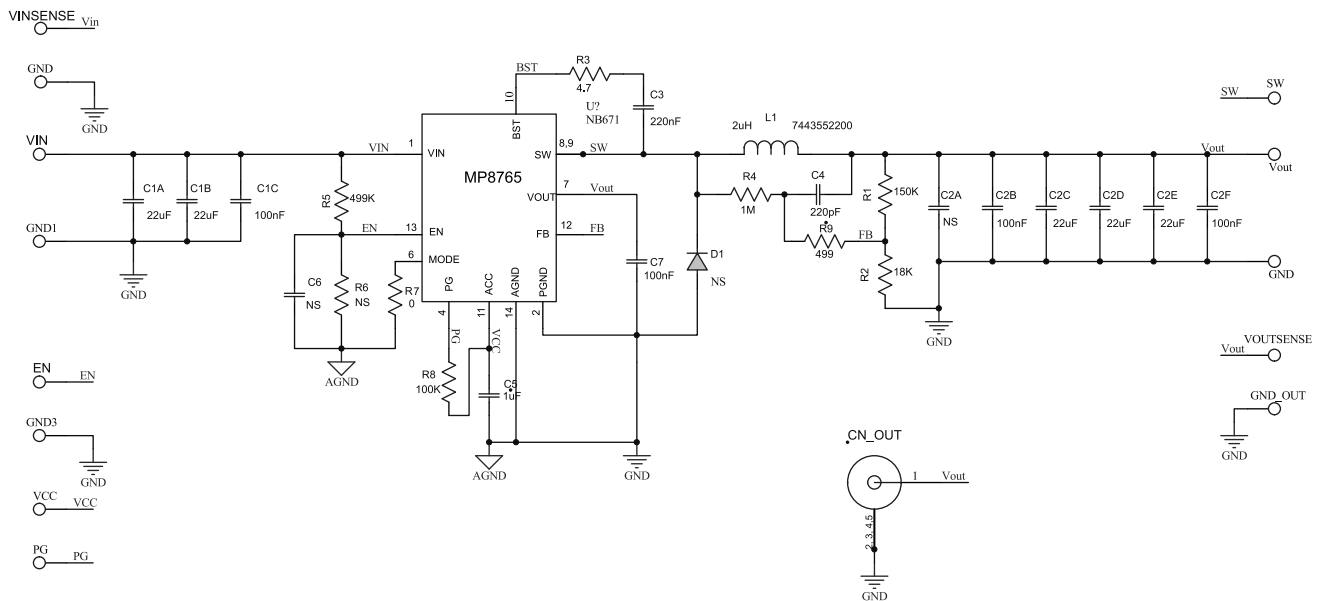 VINSENSE
Vin
GND
GND
VIN
VIN
C1A
22uF
C1B
22uF
C1C
100nF
GND1
GND
R5
499K
EN
C6
NS
R6
NS
R7
0
AGND
BST
R3
4.7
C3
220nF
U?
NB671
10
BST
1
VIN
MP8765
SW
8,9
SW
VOUT
7
Vout
FB
12
FB
13
EN
6
MODE
PG
ACC
AGND
PGND
4
11
14
2
PG
VCC
R8
100K
C5
1uF
AGND
C7
100nF
GND
D1
NS
2uH
L1
7443552200
R4
1M
C4
220pF
R9
499
FB
R1
150K
R2
18K
C2A
NS
C2B
100nF
C2C
22uF
C2D
22uF
C2E
22uF
C2F
100nF
GND
SW
SW
Vout
Vout
GND
VOUTSENSE
Vout
GND_OUT
GND
EN
EN
GND3
GND
VCC
VCC
PG
PG
CN_OUT
1
Vout
2, 3, 4,5
GND